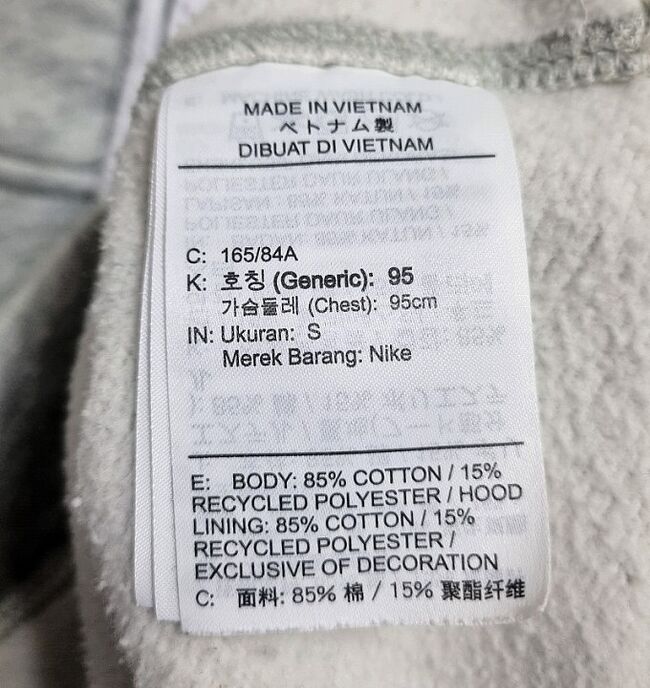 MADE IN VIETNAM
ベトナム製
DIBUAT DI VIETNAM
C: 165/84A
K: 호칭 (Generic): 95
가슴둘레 (Chest): 95cm
IN: Ukuran: S
Merek Barang: Nike
E: BODY: 85% COTTON / 15%
RECYCLED POLYESTER / HOOD
LINING: 85% COTTON / 15%
RECYCLED POLYESTER /
EXCLUSIVE OF DECORATION
C: 面料: 85% 棉 / 15% 聚酯纤维